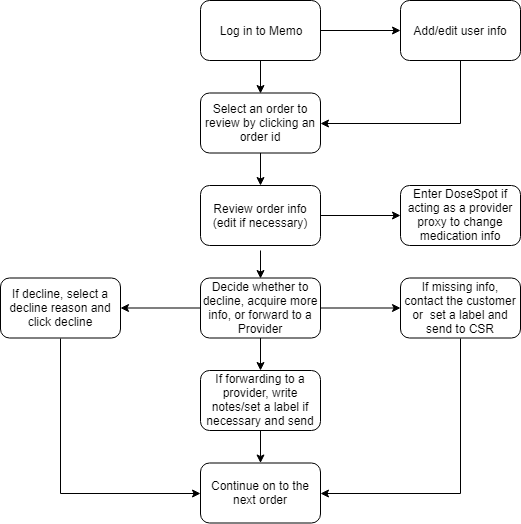 Log in to Memo
Add/edit user info
Select an order to
review by clicking an
order id
Review order info
(edit if necessary)
Enter DoseSpot if
acting as a provider
proxy to change
medication info
If decline, select a
decline reason and
click decline
Decide whether to
decline, acquire more
info, or forward to a
Provider
If missing info,
contact the customer
or set a label and
send to CSR
If forwarding to a
provider, write
notes/set a label if
necessary and send
Continue on to the
next order